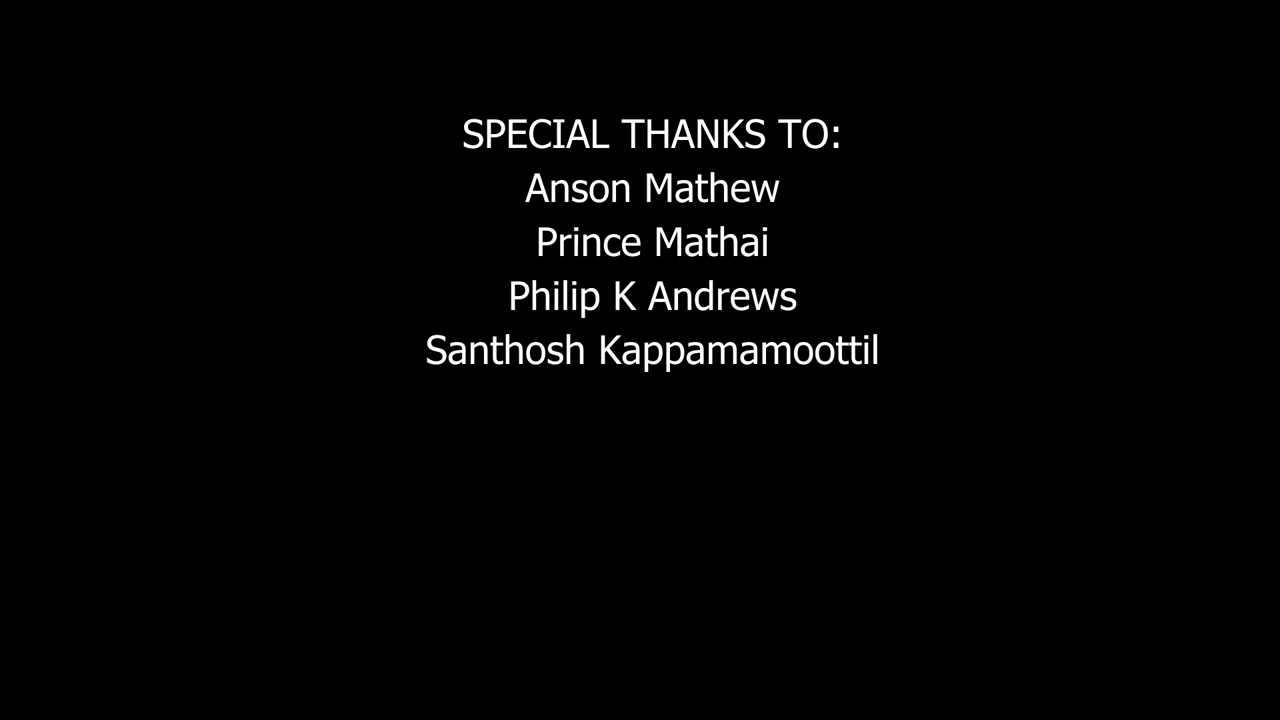 SPECIAL THANKS TO:
Anson Mathew
Prince Mathai
Philip K Andrews
Santhosh Kappamamoottil